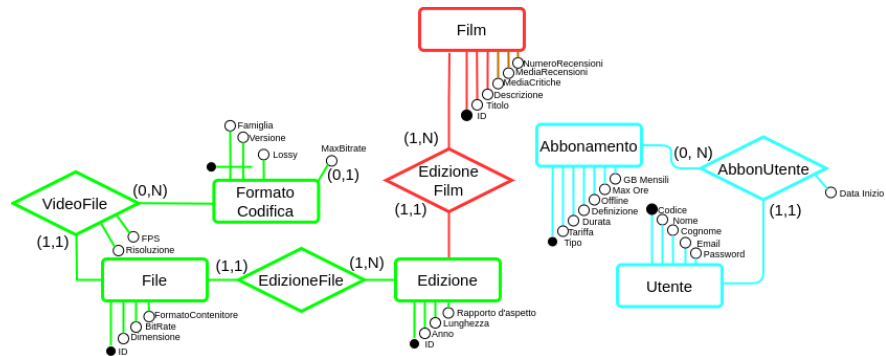 Film
NumeroRecensioni
MediaRecensioni
MediaCritiche
Descrizione
Titolo
ID
(1,N)
Edizione
Film
(1,1)
Famiglia
Versione
Lossy
MaxBitrate
(0,1)
Formato
Codifica
(0,N)
VideoFile
(1,1)
FPS
Risoluzione
File
FormatoContenitore
BitRate
Dimensione
ID
(1,1)
EdizioneFile
(1,N)
Edizione
Rapporto d'aspetto
Lunghezza
Anno
ID
Abbonamento
GB Mensili
Max Ore
Offline
Definizione
Durata
Tariffa
Tipo
(0, N)
AbbonUtente
Data Inizio
(1,1)
Codice
Nome
Cognome
Email
Password
Utente